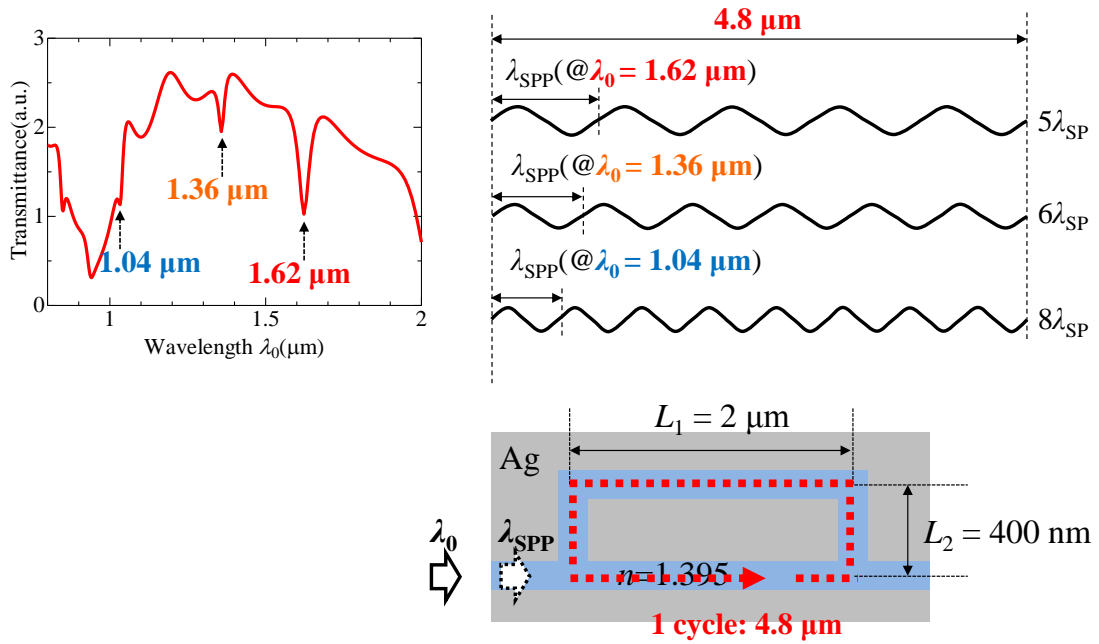 3
2
1
0
Transmittance(a.u.)
1.36 μm
1.04 μm
1.62 μm
1
1.5
2
Wavelength λ0(μm)
4.8 μm
λSPP(@λ0 = 1.62 μm)
5λSP
λSPP(@λ0 = 1.36 μm)
6λSP
λSPP(@λ0 = 1.04 μm)
8λSP
L1 = 2 μm
Ag
L2 = 400 nm
λ0
λSPP
n=1.395
1 cycle: 4.8 μm